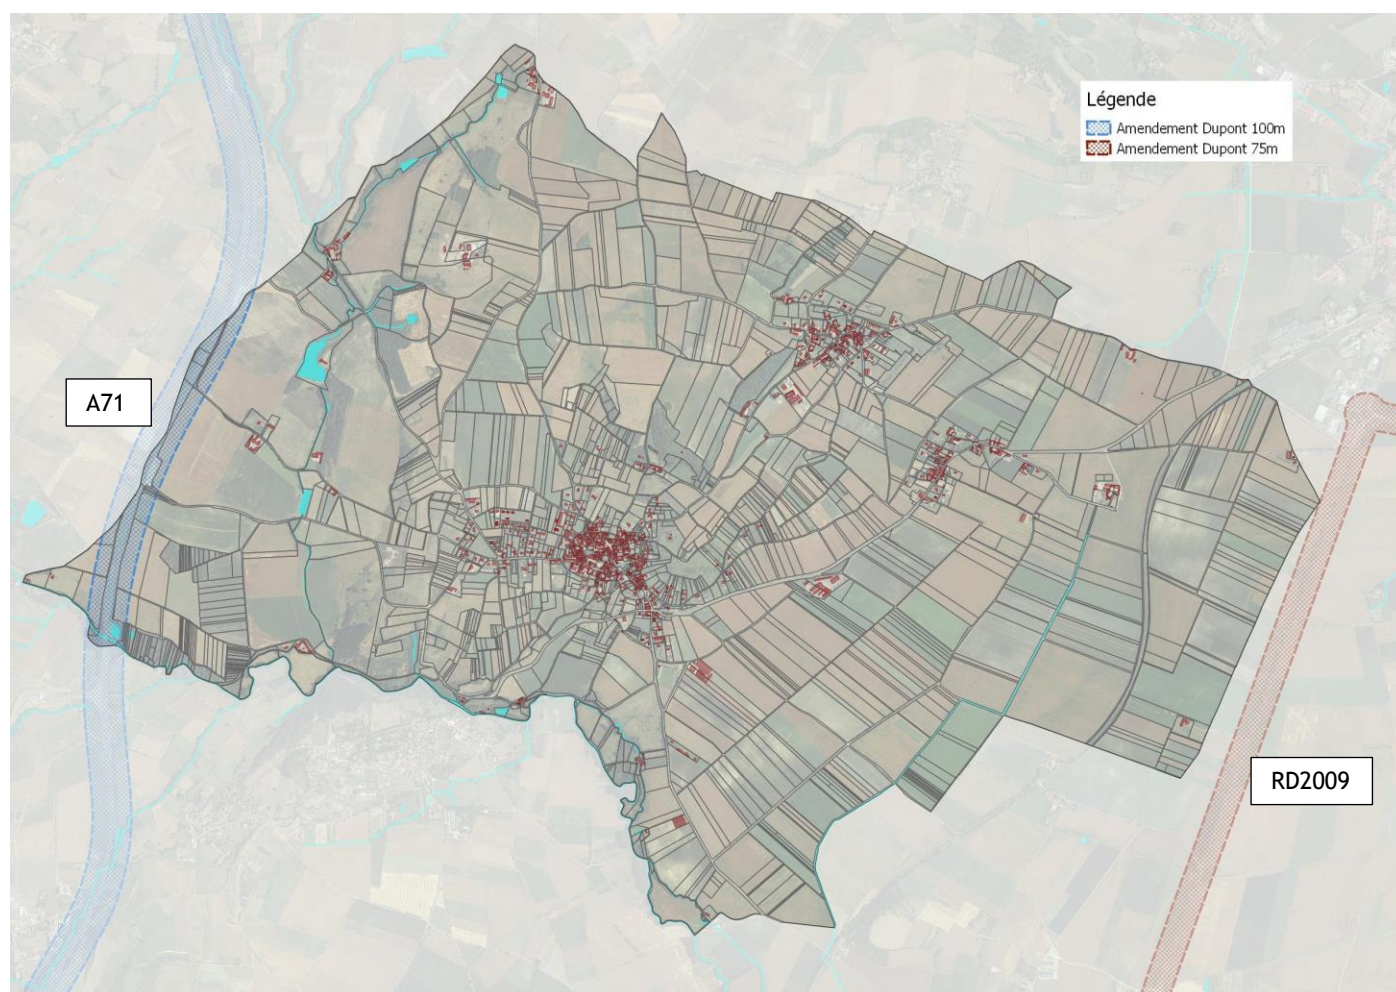 Légende
Amendement Dupont 100m
Amendement Dupont 75m
A71
RD2009